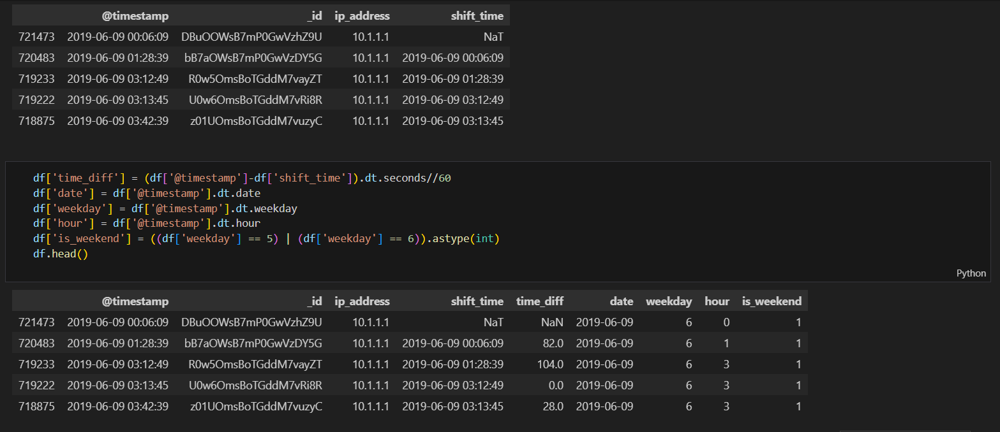 @timestamp _id ip_address shift_time
721473 2019-06-09 00:06:09 DBuOOWsB7mP0GwVzhZ9U 10.1.1.1 NaT
720483 2019-06-09 01:28:39 bB7aOWsB7mP0GwVzDY5G 10.1.1.1 2019-06-09 00:06:09
719233 2019-06-09 03:12:49 R0w5OmsBoTGddM7vayZT 10.1.1.1 2019-06-09 01:28:39
719222 2019-06-09 03:13:45 U0w6OmsBoTGddM7vRi8R 10.1.1.1 2019-06-09 03:12:49
718875 2019-06-09 03:42:39 z01UOmsBoTGddM7vuzyC 10.1.1.1 2019-06-09 03:13:45
df['time_diff'] = (df['@timestamp']-df['shift_time']).dt.seconds//60
df['date'] = df['@timestamp'].dt.date
df['weekday'] = df['@timestamp'].dt.weekday
df['hour'] = df['@timestamp'].dt.hour
df['is_weekend'] = ((df['weekday'] == 5) | (df['weekday'] == 6)).astype(int)
df.head()
Python
@timestamp _id ip_address shift_time time_diff date weekday hour is_weekend
721473 2019-06-09 00:06:09 DBuOOWsB7mP0GwVzhZ9U 10.1.1.1 NaT NaN 2019-06-09 6 0 1
720483 2019-06-09 01:28:39 bB7aOWsB7mP0GwVzDY5G 10.1.1.1 2019-06-09 00:06:09 82.0 2019-06-09 6 1 1
719233 2019-06-09 03:12:49 R0w5OmsBoTGddM7vayZT 10.1.1.1 2019-06-09 01:28:39 104.0 2019-06-09 6 3 1
719222 2019-06-09 03:13:45 U0w6OmsBoTGddM7vRi8R 10.1.1.1 2019-06-09 03:12:49 0.0 2019-06-09 6 3 1
718875 2019-06-09 03:42:39 z01UOmsBoTGddM7vuzyC 10.1.1.1 2019-06-09 03:13:45 28.0 2019-06-09 6 3 1